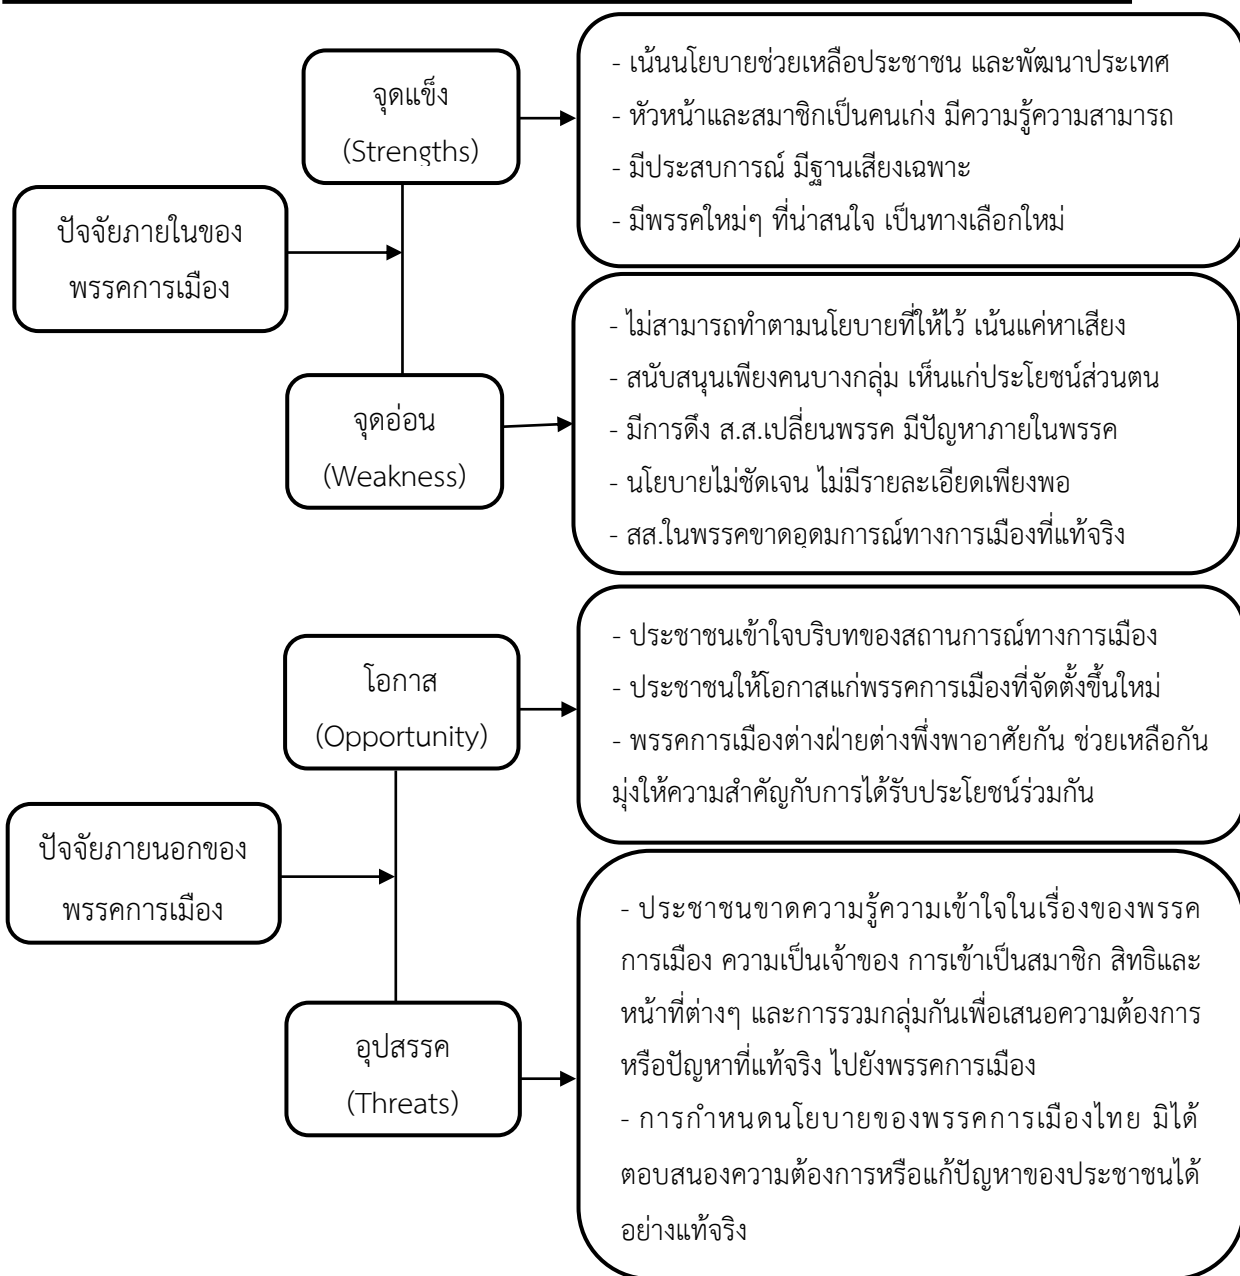 จุดแข็ง
(Strengths)
- เน้นนโยบายช่วยเหลือประชาชน และพัฒนาประเทศ
- หัวหน้าและสมาชิกเป็นคนเก่ง มีความรู้ความสามารถ
- มีประสบการณ์ มีฐานเสียงเฉพาะ
- มีพรรคใหม่ๆ ที่น่าสนใจ เป็นทางเลือกใหม่
ปัจจัยภายในของ
พรรคการเมือง
จุดอ่อน
(Weakness)
- ไม่สามารถทำตามนโยบายที่ให้ไว้ เน้นแค่หาเสียง
- สนับสนุนเพียงคนบางกลุ่ม เห็นแก่ประโยชน์ส่วนตน
- มีการดึง ส.ส.เปลี่ยนพรรค มีปัญหาภายในพรรค
- นโยบายไม่ชัดเจน ไม่มีรายละเอียดเพียงพอ
- สส.ในพรรคขาดอุดมการณ์ทางการเมืองที่แท้จริง
โอกาส
(Opportunity)
- ประชาชนเข้าใจบริบทของสถานการณ์ทางการเมือง
- ประชาชนให้โอกาสแก่พรรคการเมืองที่จัดตั้งขึ้นใหม่
- พรรคการเมืองต่างฝ่ายต่างพึ่งพาอาศัยกัน ช่วยเหลือกัน
มุ่งให้ความสำคัญกับการได้รับประโยชน์ร่วมกัน
ปัจจัยภายนอกของ
พรรคการเมือง
อุปสรรค
(Threats)
- ประชาชนขาดความรู้ความเข้าใจในเรื่องของพรรค
การเมือง ความเป็นเจ้าของ การเข้าเป็นสมาชิก สิทธิและ
หน้าที่ต่างๆ และการรวมกลุ่มกันเพื่อเสนอความต้องการ
หรือปัญหาที่แท้จริง ไปยังพรรคการเมือง
- การกำหนดนโยบายของพรรคการเมืองไทย มิได้
ตอบสนองความต้องการหรือแก้ปัญหาของประชาชนได้
อย่างแท้จริง